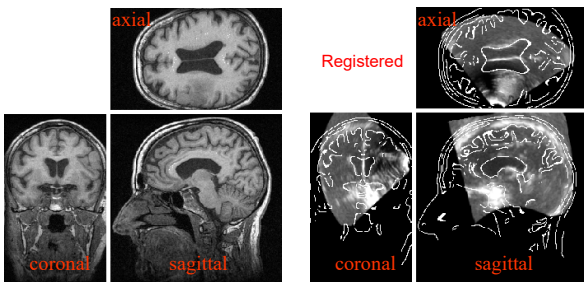 axial
axial
Registered
coronal
sagittal
coronal
sagittal